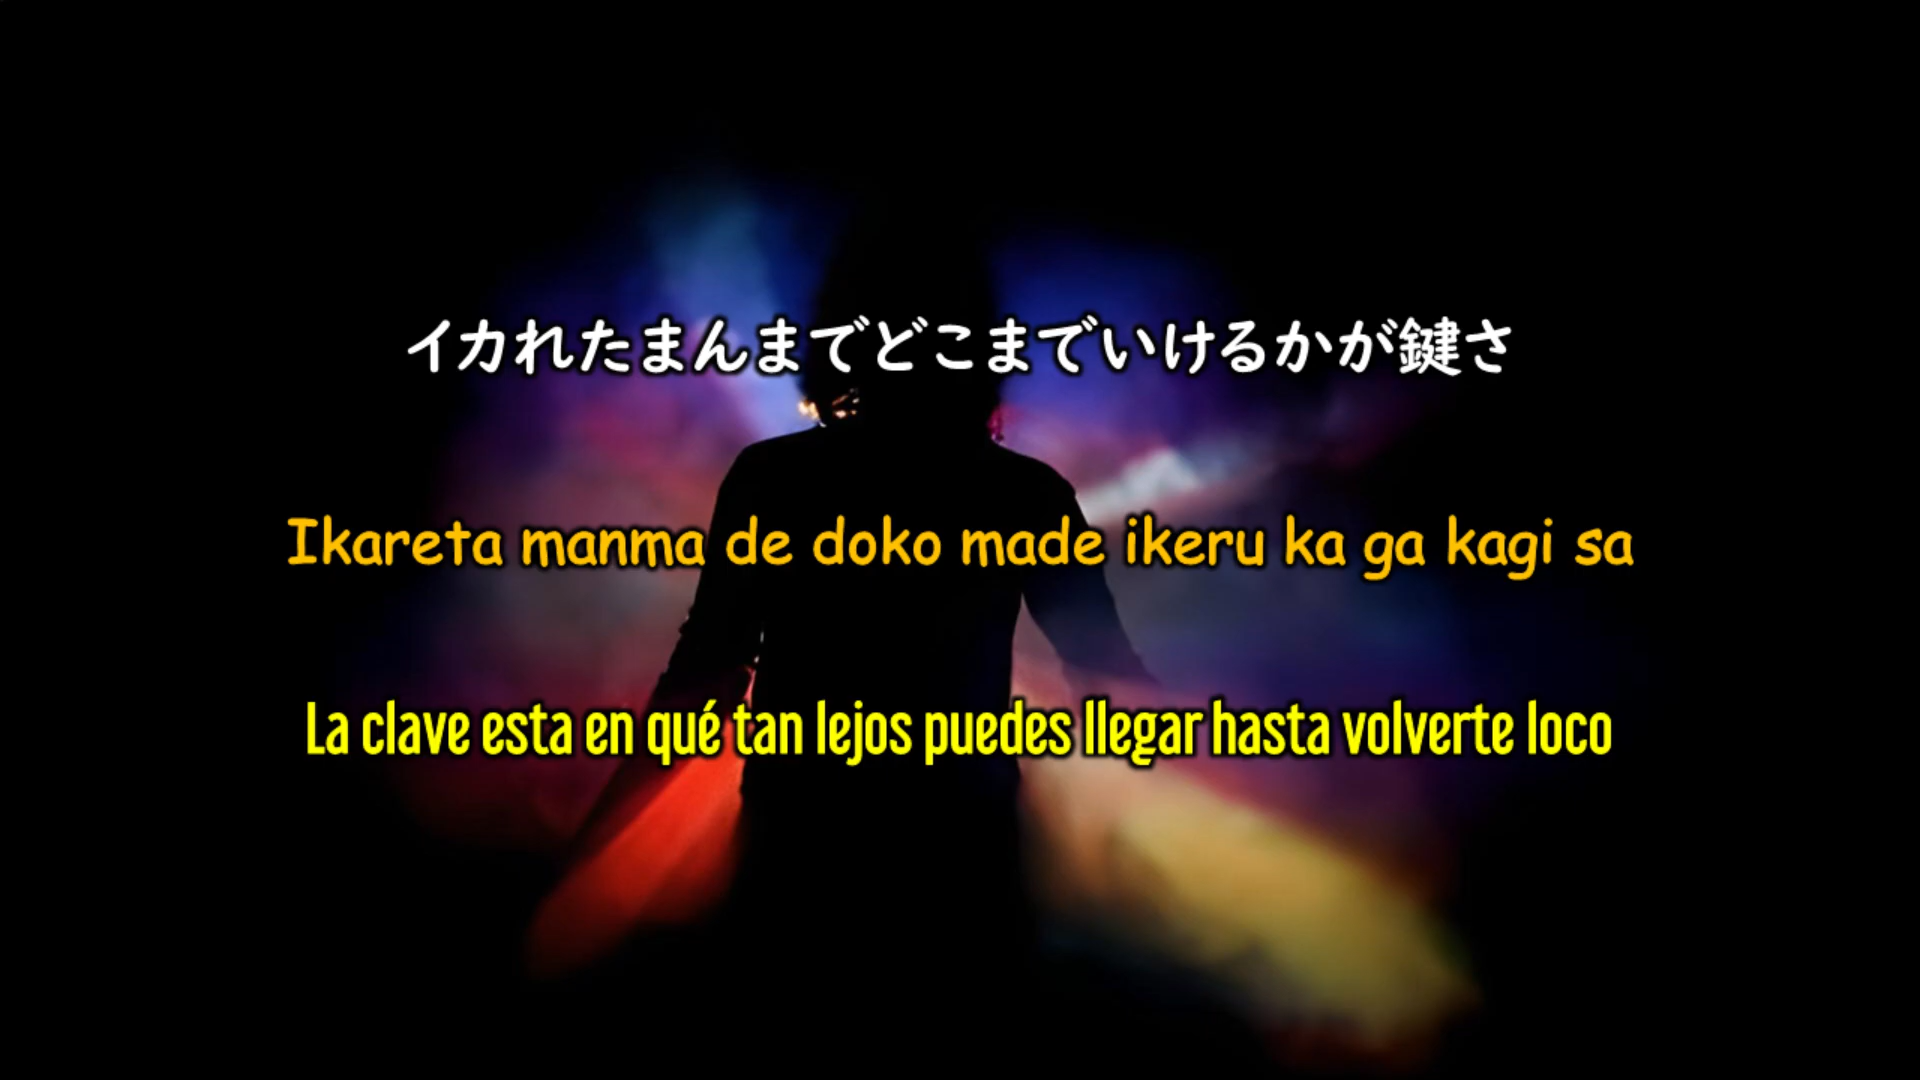 イカれたまんまでどこまでいけるかが鍵さ
Ikareta manma de doko made ikeru ka ga kagi sa
La clave esta en qué tan lejos puedes llegar hasta volverte loco